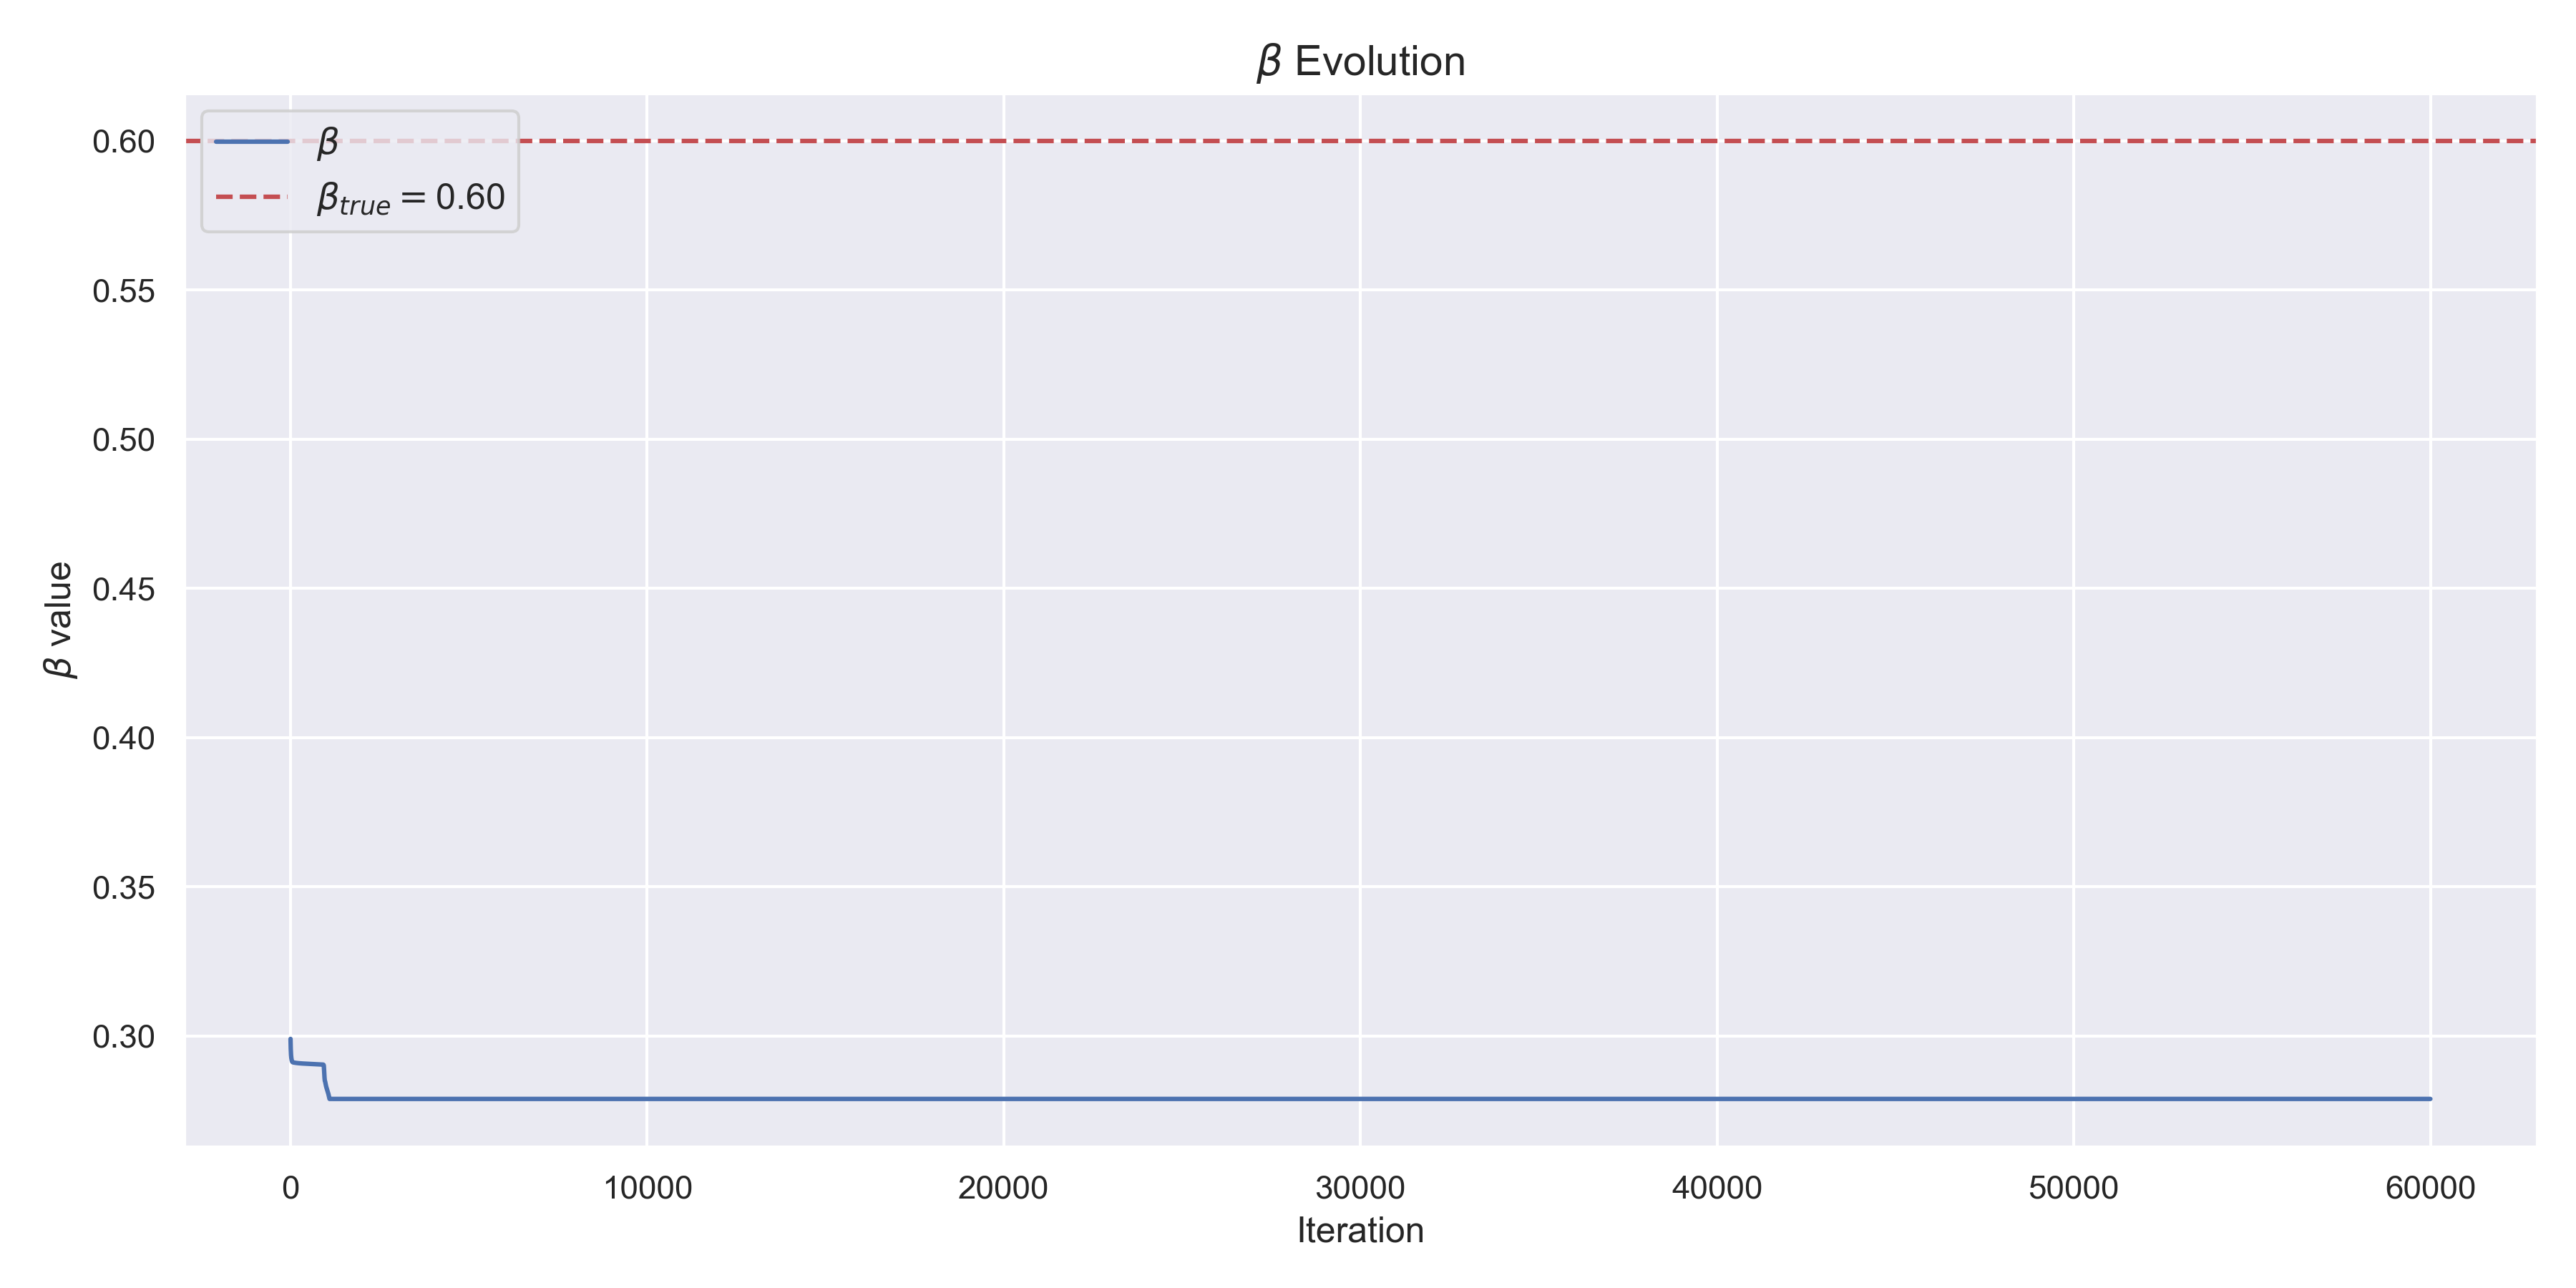 β Evolution
β
β_true = 0.60
0.60
0.55
0.50
0.45
0.40
0.35
0.30
β value
0 10000 20000 30000 40000 50000 60000
Iteration